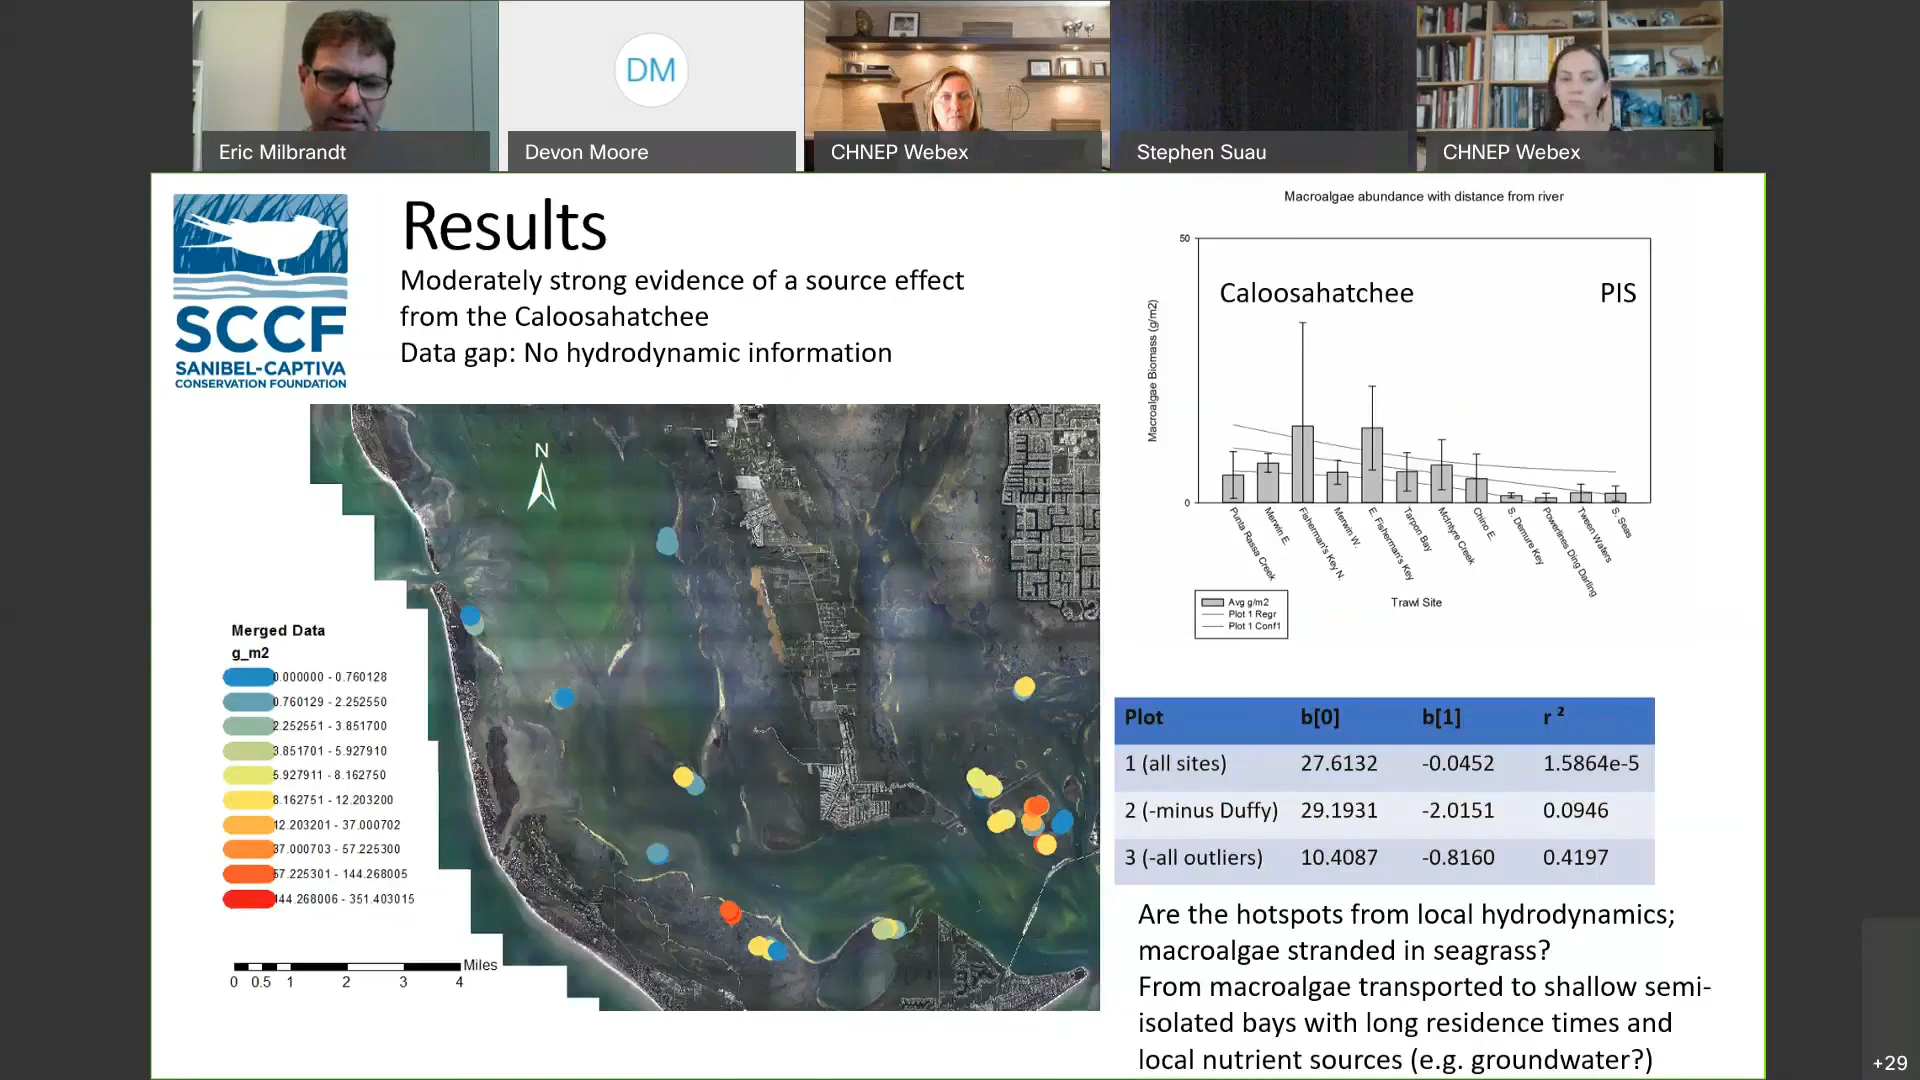 DM
Eric Milbrandt
Devon Moore
CHNEP Webex
Stephen Suau
CHNEP Webex
SCCF
SANIBEL-CAPTIVA
CONSERVATION FOUNDATION
Results
Moderately strong evidence of a source effect
from the Caloosahatchee
Data gap: No hydrodynamic information
Macroalgae abundance with distance from river
50
Caloosahatchee
PIS
Macroalgae Biomass (g/m2)
0
Punta Rassa Creek
Merwin E.
Fisherman's Key N.
Merwin W.
E. Fisherman's Key
Tarpon Bay
McIntyre Creek
Chino E.
S. Demure Key
Powerlines Ding Darling
Tween Waters
S. Seas
Trawl Site
Avg g/m2
Plot 1 Regr
Plot 1 Conf1
N
Merged Data
g_m2
0.000000 - 0.760128
0.760129 - 2.252550
2.252551 - 3.851700
3.851701 - 5.927910
5.927911 - 8.162750
8.162751 - 12.203200
12.203201 - 37.000702
37.000703 - 57.225300
57.225301 - 144.268005
144.268006 - 351.403015
Miles
0 0.5 1 2 3 4
Plot b[0] b[1] r ²
1 (all sites) 27.6132 -0.0452 1.5864e-5
2 (-minus Duffy) 29.1931 -2.0151 0.0946
3 (-all outliers) 10.4087 -0.8160 0.4197
Are the hotspots from local hydrodynamics;
macroalgae stranded in seagrass?
From macroalgae transported to shallow semi-
isolated bays with long residence times and
local nutrient sources (e.g. groundwater?)
+29